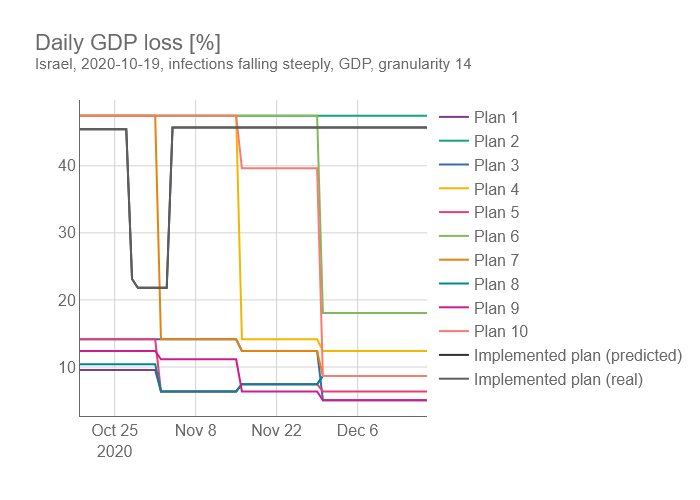 Daily GDP loss [%]
Israel, 2020-10-19, infections falling steeply, GDP, granularity 14
40
30
20
10
Oct 25
2020
Nov 8
Nov 22
Dec 6
Plan 1
Plan 2
Plan 3
Plan 4
Plan 5
Plan 6
Plan 7
Plan 8
Plan 9
Plan 10
Implemented plan (predicted)
Implemented plan (real)